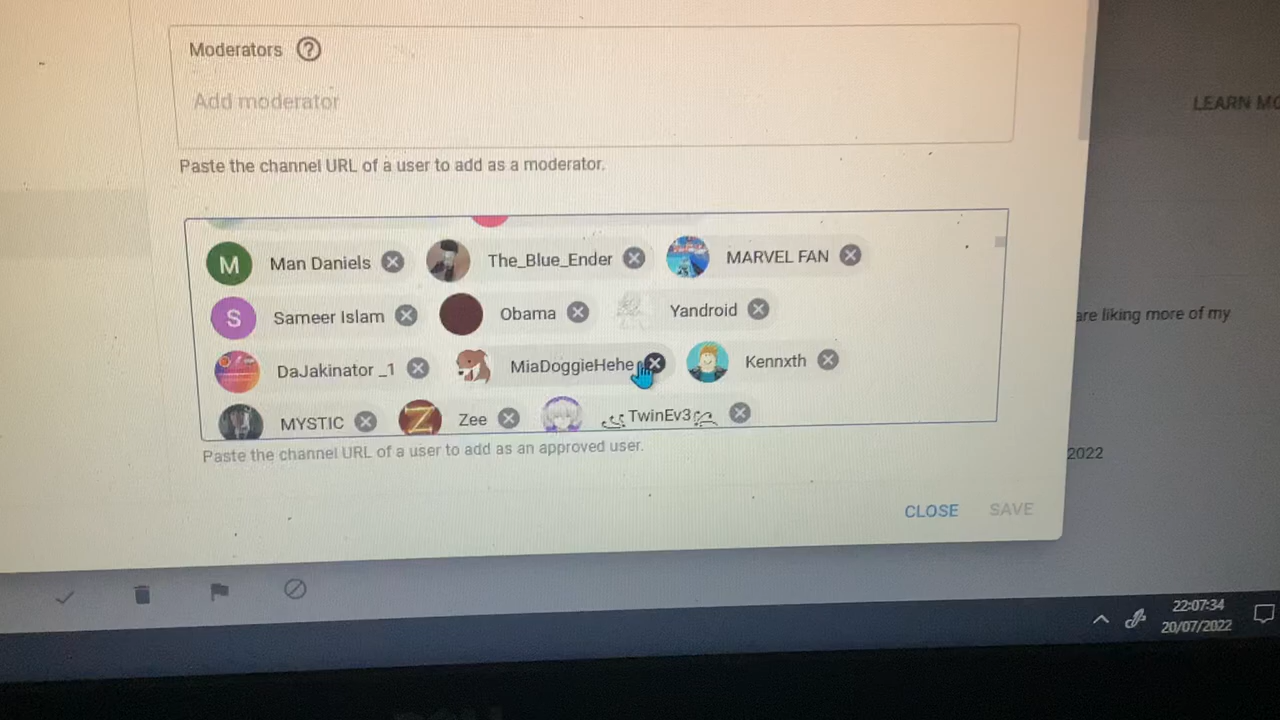 Moderators ?
LEARN MO
Add moderator
Paste the channel URL of a user to add as a moderator.
M Man Daniels The_Blue_Ender MARVEL FAN
S Sameer Islam Obama Yandroid
are liking more of my
DaJakinator _1 MiaDoggieHehe Kennxth
MYSTIC Z Zee TwinEv3
Paste the channel URL of a user to add as an approved user.
2022
CLOSE SAVE
22:07:34
20/07/2022